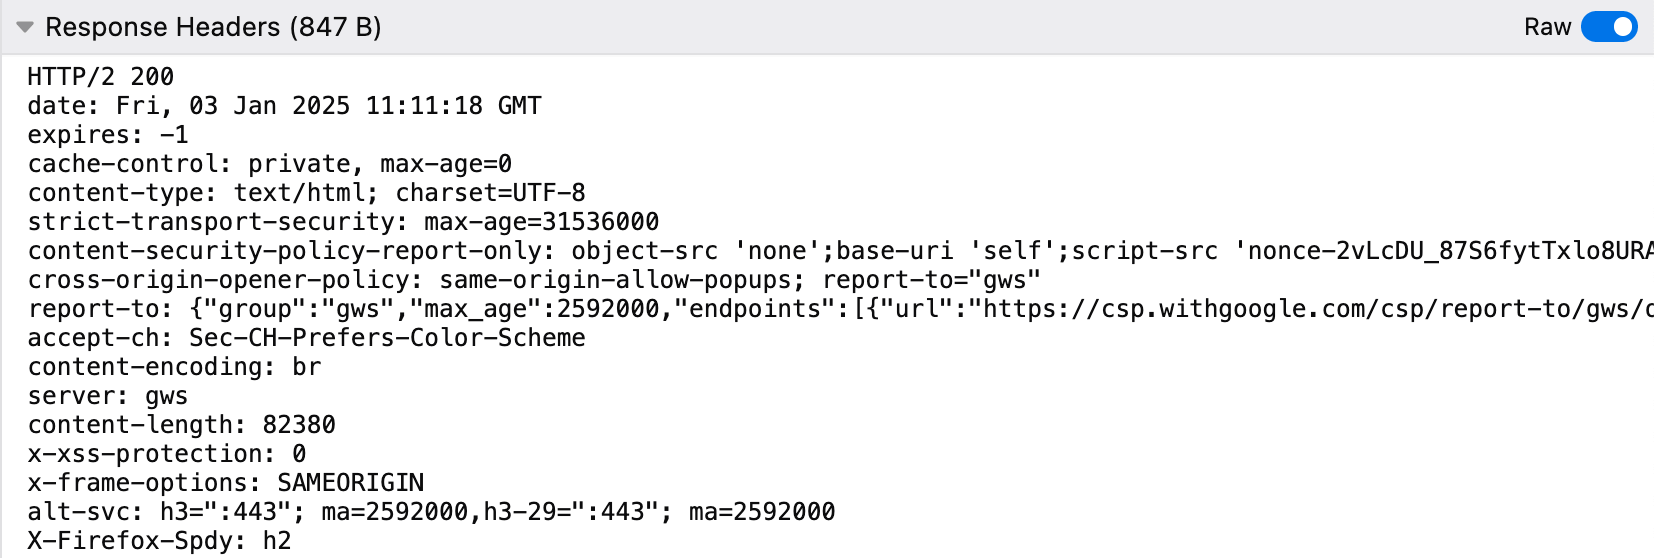 Response Headers (847 B)
Raw
HTTP/2 200
date: Fri, 03 Jan 2025 11:11:18 GMT
expires: -1
cache-control: private, max-age=0
content-type: text/html; charset=UTF-8
strict-transport-security: max-age=31536000
content-security-policy-report-only: object-src 'none';base-uri 'self';script-src 'nonce-2vLcDU_87S6fytTxlo8URA
cross-origin-opener-policy: same-origin-allow-popups; report-to="gws"
report-to: {"group":"gws","max_age":2592000,"endpoints":[{"url":"https://csp.withgoogle.com/csp/report-to/gws/
accept-ch: Sec-CH-Prefers-Color-Scheme
content-encoding: br
server: gws
content-length: 82380
x-xss-protection: 0
x-frame-options: SAMEORIGIN
alt-svc: h3=":443"; ma=2592000,h3-29=":443"; ma=2592000
X-Firefox-Spdy: h2